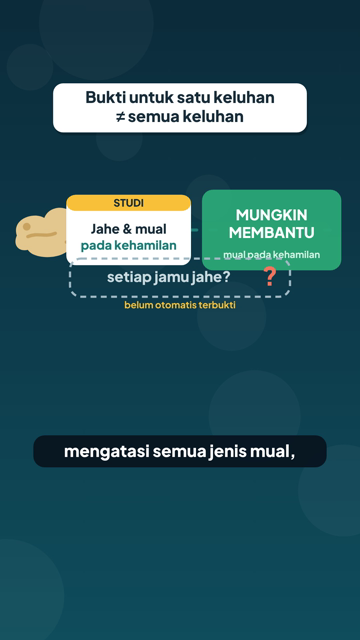 Bukti untuk satu keluhan
≠ semua keluhan
STUDI
Jahe & mual
pada kehamilan
MUNGKIN
MEMBANTU
mual pada kehamilan
setiap jamu jahe?
?
belum otomatis terbukti
mengatasi semua jenis mual,